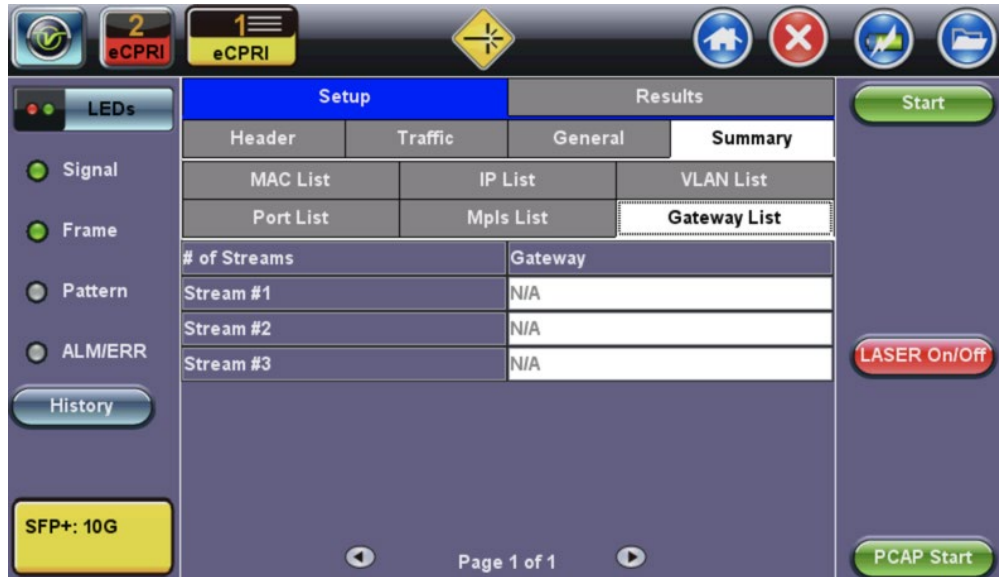 2
eCPRI
1
eCPRI
LEDs
Setup
Results
Start
Header
Traffic
General
Summary
Signal
MAC List
IP List
VLAN List
Port List
Mpls List
Gateway List
Frame
# of Streams
Gateway
Pattern
Stream #1
N/A
Stream #2
N/A
ALM/ERR
Stream #3
N/A
LASER On/Off
History
SFP+: 10G
Page 1 of 1
PCAP Start